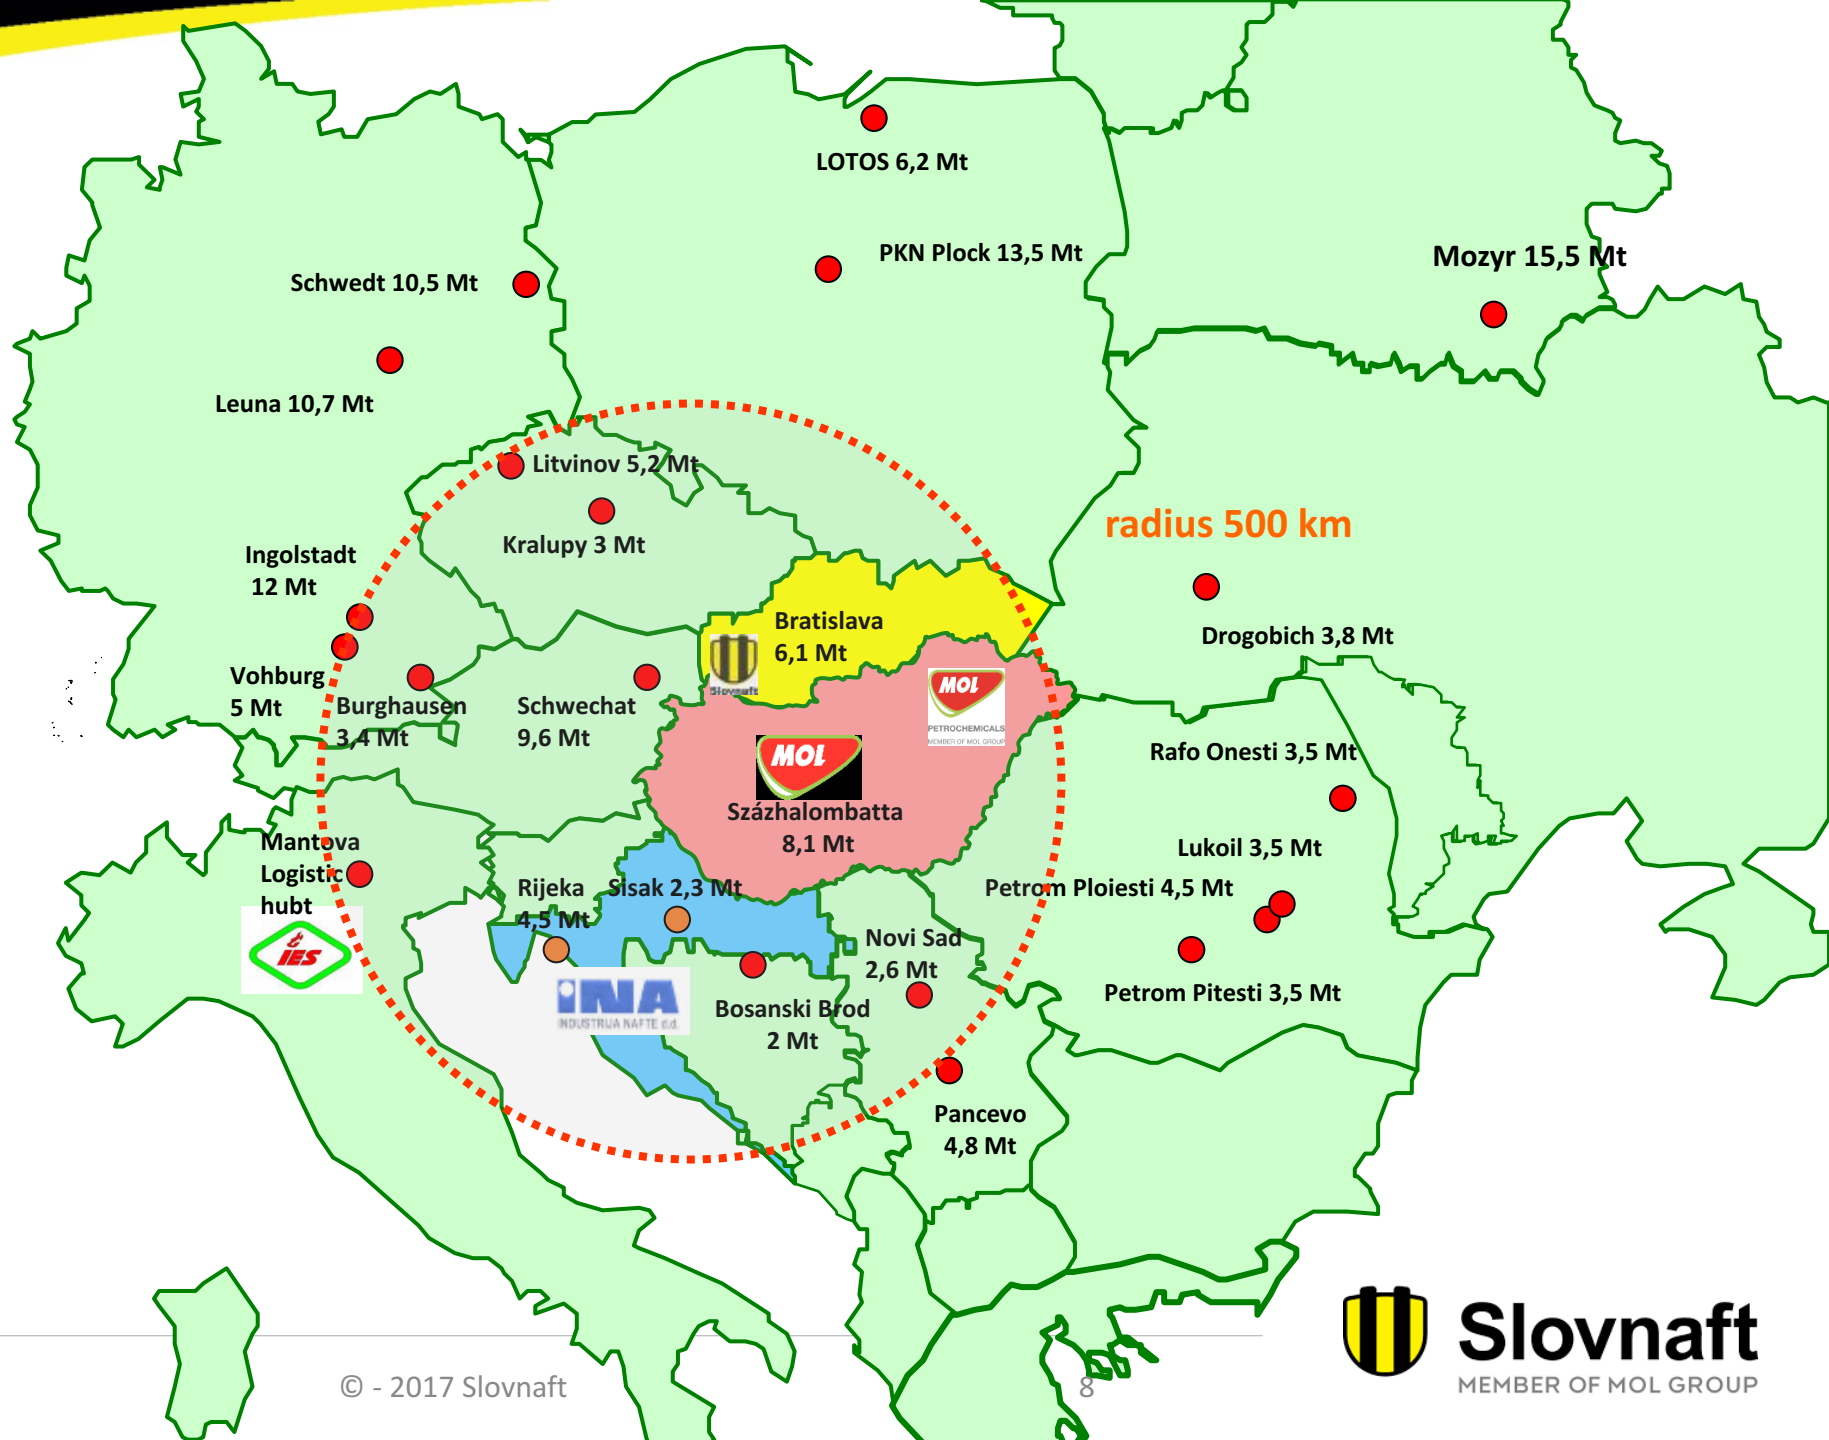 LOTOS 6,2 Mt
PKN Plock 13,5 Mt
Mozyr 15,5 Mt
Schwedt 10,5 Mt
Leuna 10,7 Mt
Litvinov 5,2 Mt
radius 500 km
Kralupy 3 Mt
Ingolstadt
12 Mt
Drogobich 3,8 Mt
Bratislava
6,1 Mt
Slovnaft
MOL
PETROCHEMICALS
MEMBER OF MOL GROUP
Vohburg
5 Mt
Burghausen
3,4 Mt
Schwechat
9,6 Mt
MOL
Százhalombatta
8,1 Mt
Rafo Onesti 3,5 Mt
Mantova
Logistic
hubt
IES
Lukoil 3,5 Mt
Rijeka
4,5 Mt
Sisak 2,3 Mt
Petrom Ploiesti 4,5 Mt
Novi Sad
2,6 Mt
INA
INDUSTRIJA NAFTE d.d.
Bosanski Brod
2 Mt
Petrom Pitesti 3,5 Mt
Pancevo
4,8 Mt
© - 2017 Slovnaft
8
Slovnaft
MEMBER OF MOL GROUP